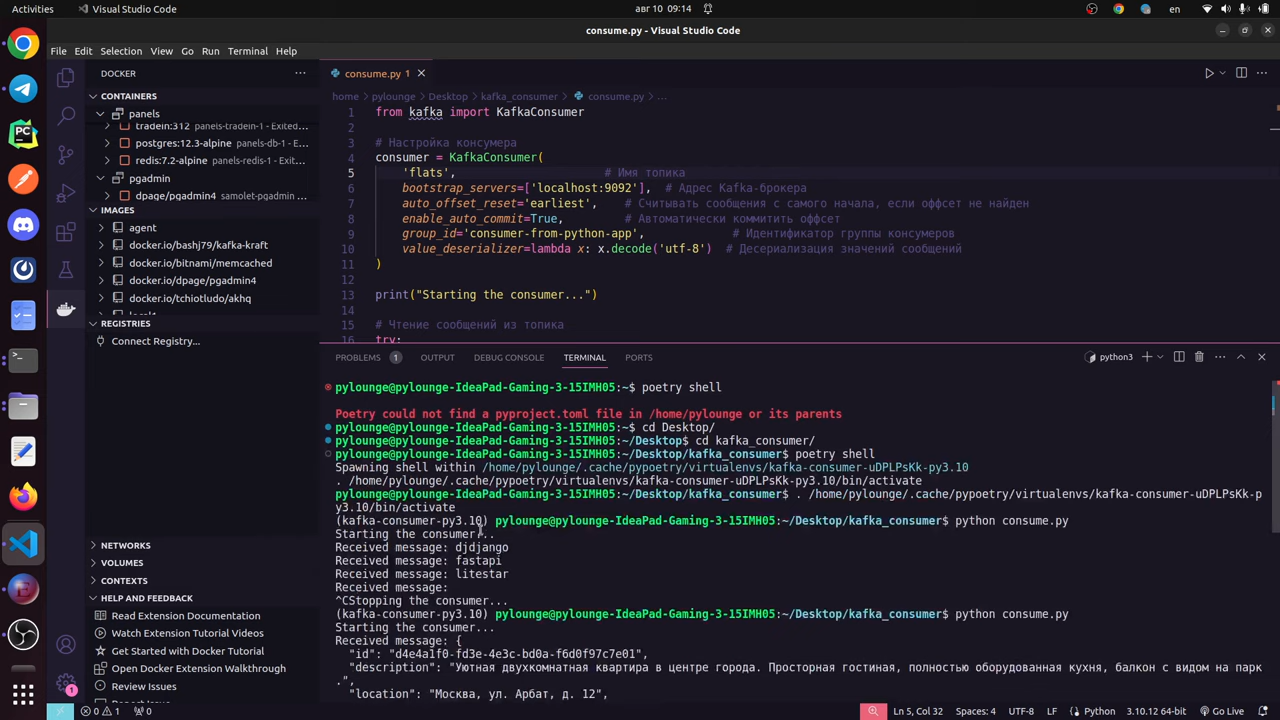 Activities
Visual Studio Code
авг 10 09:14
en
consume.py - Visual Studio Code
File Edit Selection View Go Run Terminal Help
DOCKER
CONTAINERS
panels
tradein:312 panels-tradein-1 - Exited...
postgres:12.3-alpine panels-db-1 - Exit...
redis:7.2-alpine panels-redis-1 - Exite...
pgadmin
dpage/pgadmin4 samolet-pgadmin ...
IMAGES
agent
docker.io/bashj79/kafka-kraft
docker.io/bitnami/memcached
docker.io/dpage/pgadmin4
docker.io/tchiotludo/akhq
REGISTRIES
Connect Registry...
NETWORKS
VOLUMES
CONTEXTS
HELP AND FEEDBACK
Read Extension Documentation
Watch Extension Tutorial Videos
Get Started with Docker Tutorial
Open Docker Extension Walkthrough
Review Issues
consume.py 1
home > pylounge > Desktop > kafka_consumer > consume.py > ...
1 from kafka import KafkaConsumer
2
3 # Настройка консумера
4 consumer = KafkaConsumer(
5 'flats', # Имя топика
6 bootstrap_servers=['localhost:9092'], # Адрес Kafka-брокера
7 auto_offset_reset='earliest', # Считывать сообщения с самого начала, если оффсет не найден
8 enable_auto_commit=True, # Автоматически коммитить оффсет
9 group_id='consumer-from-python-app', # Идентификатор группы консумеров
10 value_deserializer=lambda x: x.decode('utf-8') # Десериализация значений сообщений
11 )
12
13 print("Starting the consumer...")
14
15 # Чтение сообщений из топика
16 try:
PROBLEMS 1 OUTPUT DEBUG CONSOLE TERMINAL PORTS
python3
pylounge@pylounge-IdeaPad-Gaming-3-15IMH05:~$ poetry shell
Poetry could not find a pyproject.toml file in /home/pylounge or its parents
pylounge@pylounge-IdeaPad-Gaming-3-15IMH05:~$ cd Desktop/
pylounge@pylounge-IdeaPad-Gaming-3-15IMH05:~/Desktop$ cd kafka_consumer/
pylounge@pylounge-IdeaPad-Gaming-3-15IMH05:~/Desktop/kafka_consumer$ poetry shell
Spawning shell within /home/pylounge/.cache/pypoetry/virtualenvs/kafka-consumer-uDPLPsKk-py3.10
. /home/pylounge/.cache/pypoetry/virtualenvs/kafka-consumer-uDPLPsKk-py3.10/bin/activate
pylounge@pylounge-IdeaPad-Gaming-3-15IMH05:~/Desktop/kafka_consumer$ . /home/pylounge/.cache/pypoetry/virtualenvs/kafka-consumer-uDPLPsKk-p
y3.10/bin/activate
(kafka-consumer-py3.10) pylounge@pylounge-IdeaPad-Gaming-3-15IMH05:~/Desktop/kafka_consumer$ python consume.py
Starting the consumer...
Received message: djdjango
Received message: fastapi
Received message: litestar
Received message:
^CStopping the consumer...
(kafka-consumer-py3.10) pylounge@pylounge-IdeaPad-Gaming-3-15IMH05:~/Desktop/kafka_consumer$ python consume.py
Starting the consumer...
Received message: {
"id": "d4e4a1f0-fd3e-4e3c-bd0a-f6d0f97c7e01",
"description": "Уютная двухкомнатная квартира в центре города. Просторная гостиная, полностью оборудованная кухня, балкон с видом на парк
.",
"location": "Москва, ул. Арбат, д. 12",
0 1 0
Ln 5, Col 32 Spaces: 4 UTF-8 LF Python 3.10.12 64-bit Go Live